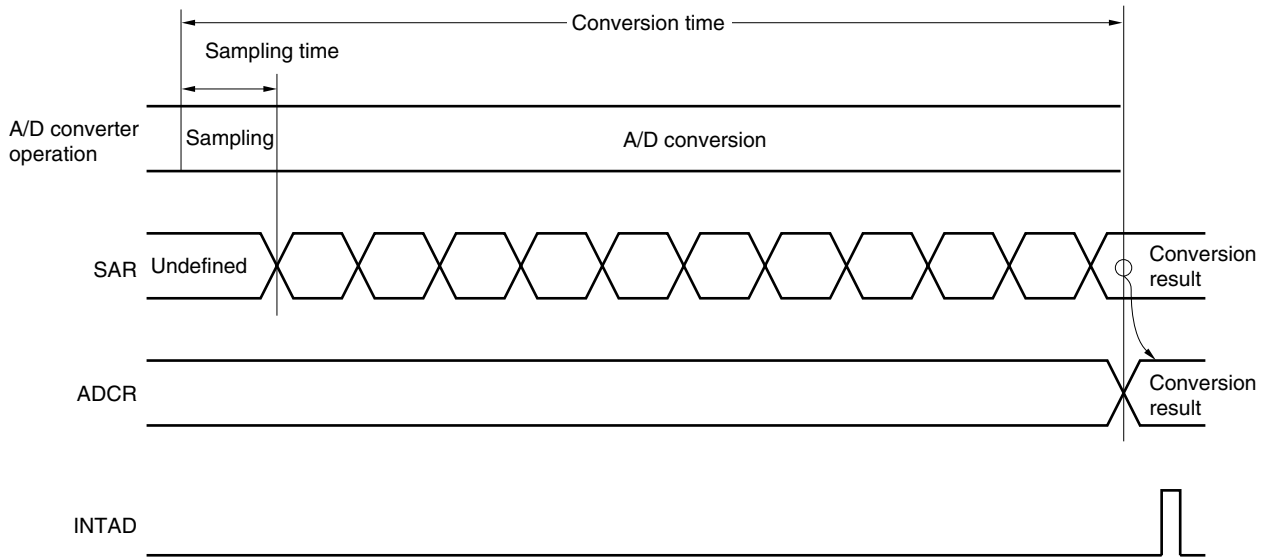 Conversion time
Sampling time
A/D converter
operation
Sampling
A/D conversion
SAR
Undefined
Conversion
result
ADCR
Conversion
result
INTAD